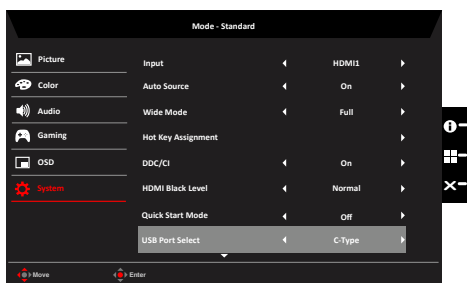 Mode - Standard
Picture
Color
Audio
Gaming
OSD
System
Input HDMI1
Auto Source On
Wide Mode Full
Hot Key Assignment
DDC/CI On
HDMI Black Level Normal
Quick Start Mode Off
USB Port Select C-Type
Move Enter